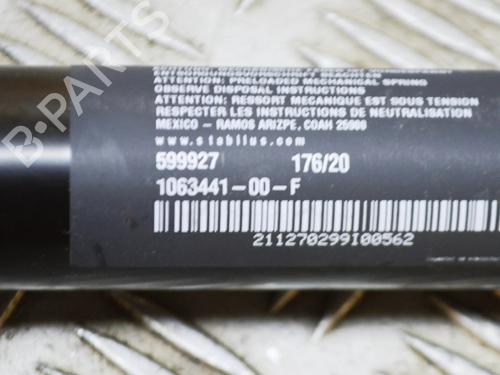 ATTENTION: PRELOADED MECHANICAL SPRING
OBSERVE DISPOSAL INSTRUCTIONS
ATTENTION: RESSORT MECANIQUE EST SOUS TENSION
RESPECTER LES INSTRUCTIONS DE NEUTRALISATION
MEXICO - RAMOS ARIZPE, COAH 25900
www.stabilus.com
599927 176/20
1063441-00-F
211270299I00562
B-PARTS